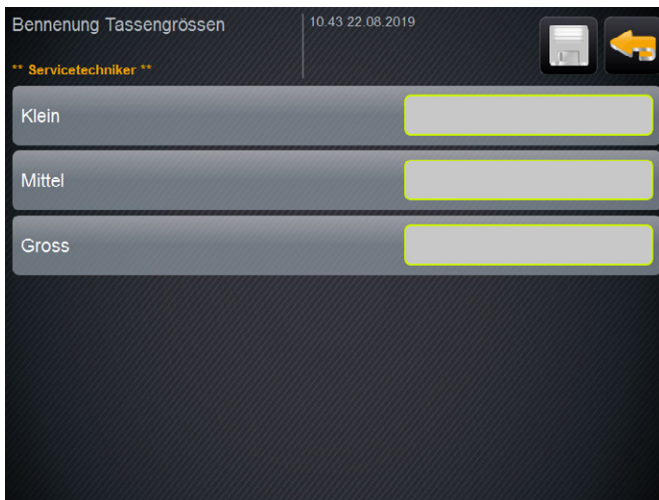 Bennenung Tassengrössen
10.43 22.08.2019
** Servicetechniker **
Klein
Mittel
Gross